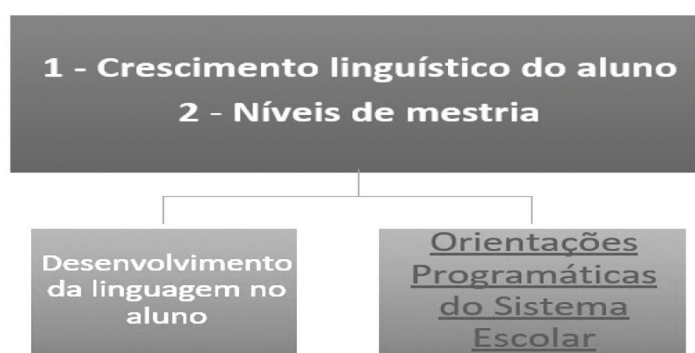 1 - Crescimento linguístico do aluno
2 - Níveis de mestria
Desenvolvimento
da linguagem no
aluno
Orientações
Programáticas
do Sistema
Escolar